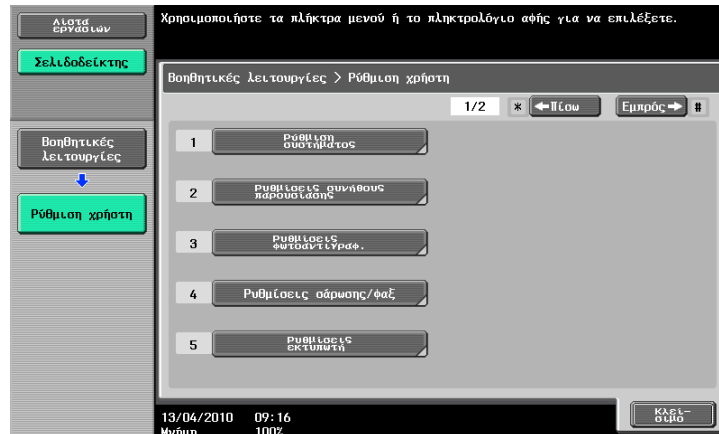 Λίστα
εργασιών
Χρησιμοποιήστε τα πλήκτρα μενού ή το πληκτρολόγιο αφής για να επιλέξετε.
Σελιδοδείκτης
Βοηθητικές λειτουργίες > Ρύθμιση χρήστη
1/2 * ←Πίσω Εμπρός→ #
Βοηθητικές
λειτουργίες
Ρύθμιση χρήστη
1 Ρύθμιση
συστήματος
2 Ρυθμίσεις συνήθους
παρουσίασης
3 Ρυθμίσεις
φωτοαντιγραφ.
4 Ρυθμίσεις σάρωσης/φαξ
5 Ρυθμίσεις
εκτυπωτή
13/04/2010 09:16
Μνήμη 100%
Κλεί-
σιμο